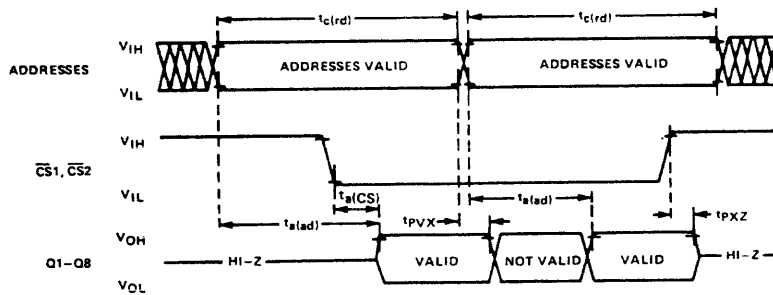 tc(rd) tc(rd)
VIH
ADDRESSES ADDRESSES VALID ADDRESSES VALID
VIL
VIH
CS1, CS2
VIL
ta(CS) ta(ad)
ta(ad) tPVX tPXZ
VOH
Q1-Q8 HI-Z VALID NOT VALID VALID HI-Z
VOL